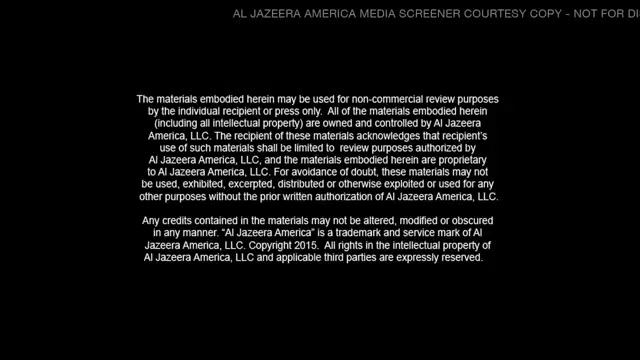 AL JAZEERA AMERICA MEDIA SCREENER COURTESY COPY - NOT FOR DI
The materials embodied herein may be used for non-commercial review purposes
by the individual recipient or press only. All of the materials embodied herein
(including all intellectual property) are owned and controlled by Al Jazeera
America, LLC. The recipient of these materials acknowledges that recipient's
use of such materials shall be limited to review purposes authorized by
Al Jazeera America, LLC, and the materials embodied herein are proprietary
to Al Jazeera America, LLC. For avoidance of doubt, these materials may not
be used, exhibited, excerpted, distributed or otherwise exploited or used for any
other purposes without the prior written authorization of Al Jazeera America, LLC.
Any credits contained in the materials may not be altered, modified or obscured
in any manner. “Al Jazeera America” is a trademark and service mark of Al
Jazeera America, LLC. Copyright 2015. All rights in the intellectual property of
Al Jazeera America, LLC and applicable third parties are expressly reserved.